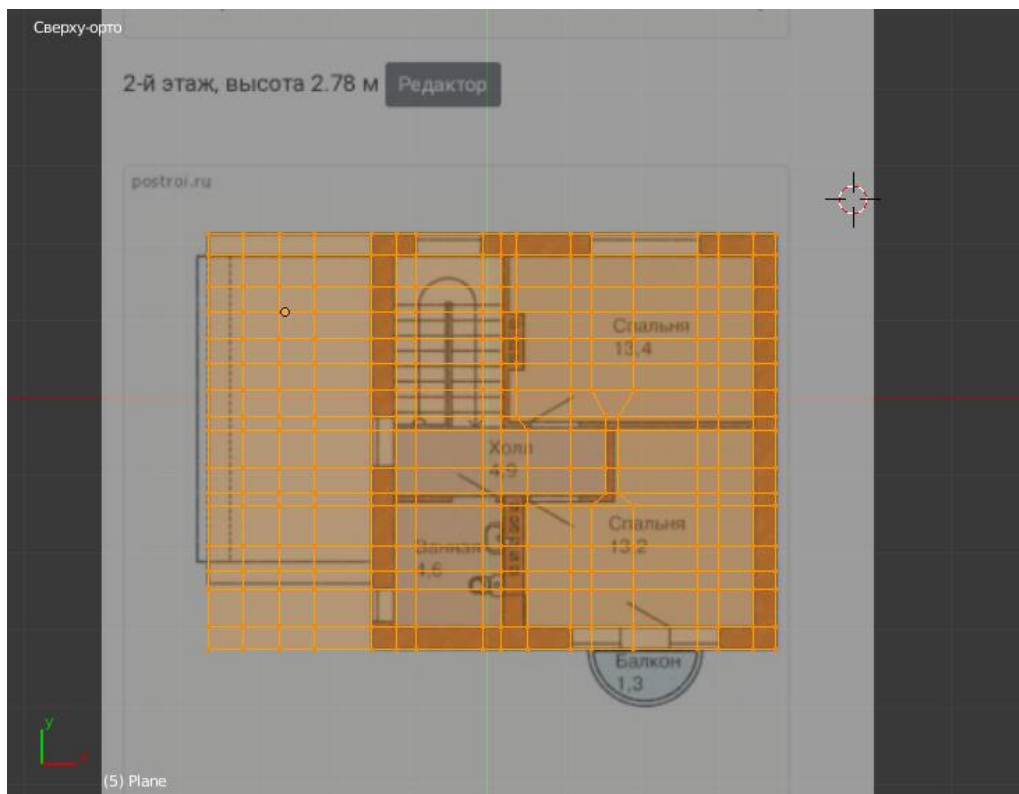 Сверху-орто
2-й этаж, высота 2.78 м Редактор
postroi.ru
Спальня
13,4
Холл
4,9
Спальня
13,2
Ванная
4,6
Балкон
1,3
y
x
(5) Plane